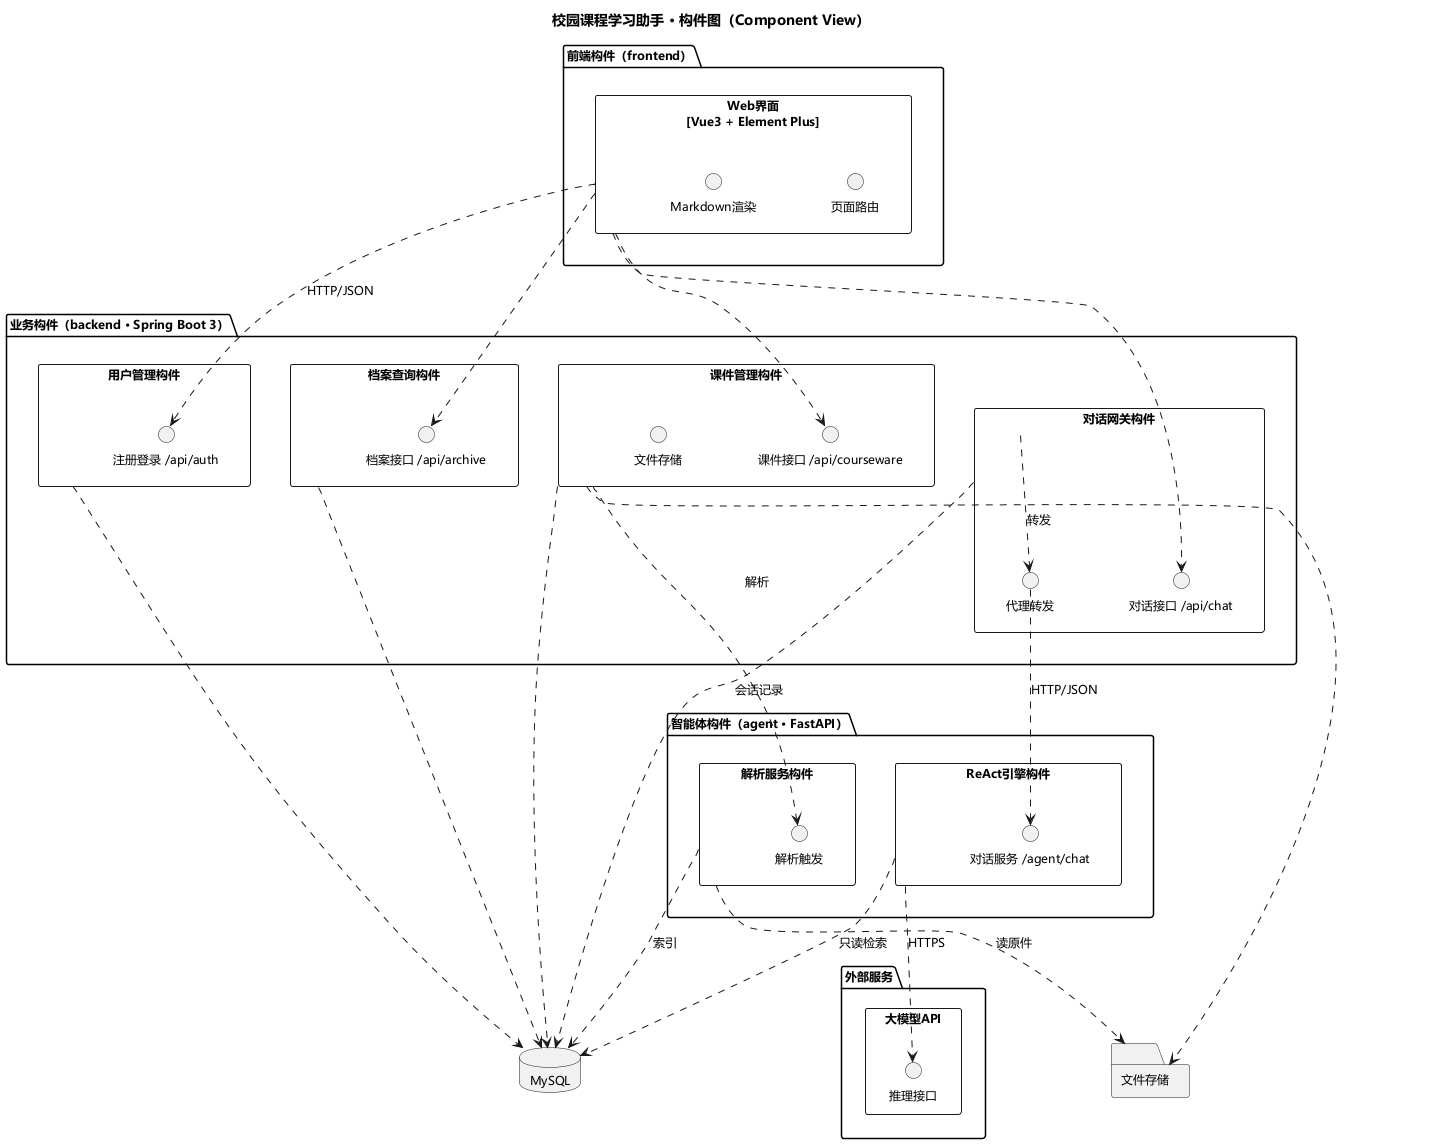 校园课程学习助手 · 构件图（Component View）
前端构件（frontend）
Web界面
[Vue3 + Element Plus]
Markdown渲染
页面路由
HTTP/JSON
业务构件（backend · Spring Boot 3）
用户管理构件
注册登录 /api/auth
档案查询构件
档案接口 /api/archive
课件管理构件
文件存储
课件接口 /api/courseware
对话网关构件
转发
代理转发
对话接口 /api/chat
解析
会话记录
HTTP/JSON
智能体构件（agent · FastAPI）
解析服务构件
解析触发
ReAct引擎构件
对话服务 /agent/chat
索引
只读检索
HTTPS
读原件
外部服务
大模型API
推理接口
MySQL
文件存储